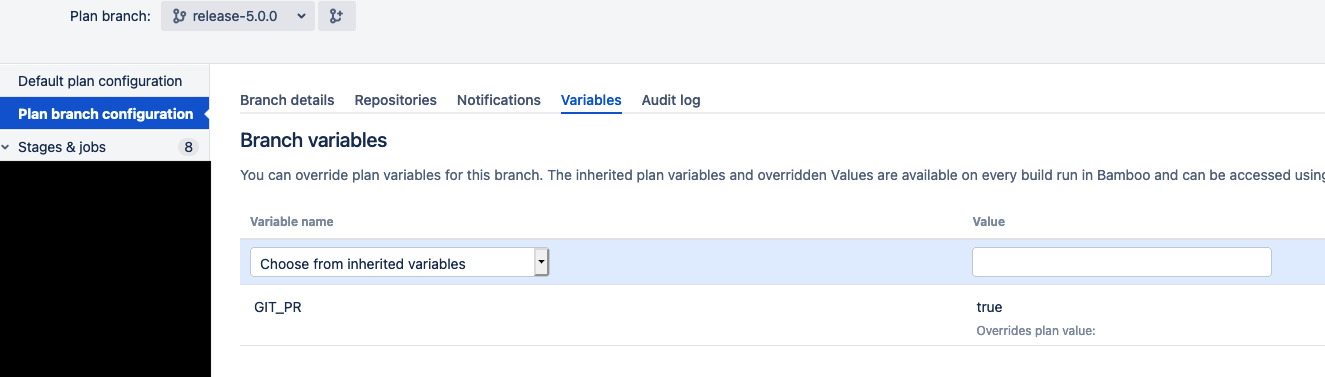 Plan branch: release-5.0.0
Default plan configuration
Plan branch configuration
Stages & jobs 8
Branch details Repositories Notifications Variables Audit log
Branch variables
You can override plan variables for this branch. The inherited plan variables and overridden Values are available on every build run in Bamboo and can be accessed using
Variable name Value
Choose from inherited variables
GIT_PR true
Overrides plan value: